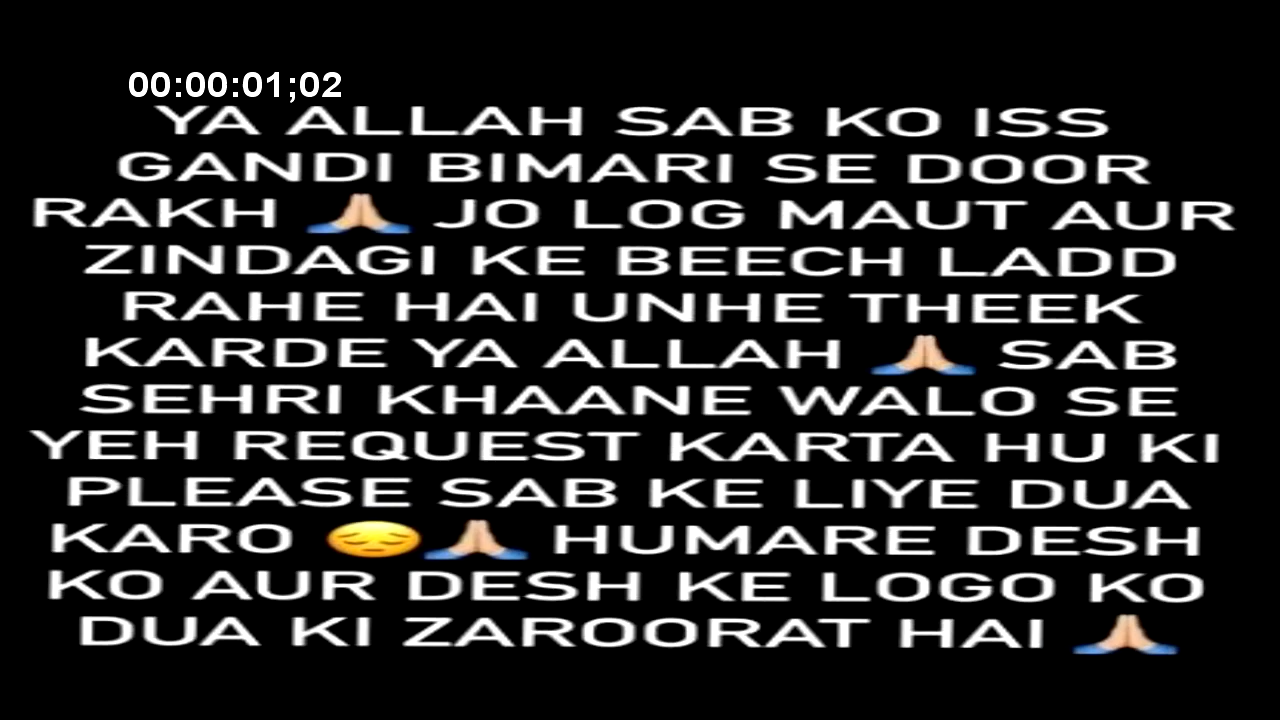 00:00:01;02
YA ALLAH SAB KO ISS
GANDI BIMARI SE DOOR
RAKH 🙏🏻 JO LOG MAUT AUR
ZINDAGI KE BEECH LADD
RAHE HAI UNHE THEEK
KARDE YA ALLAH 🙏🏻 SAB
SEHRI KHAANE WALO SE
YEH REQUEST KARTA HU KI
PLEASE SAB KE LIYE DUA
KARO 😔🙏🏻 HUMARE DESH
KO AUR DESH KE LOGO KO
DUA KI ZAROORAT HAI 🙏🏻